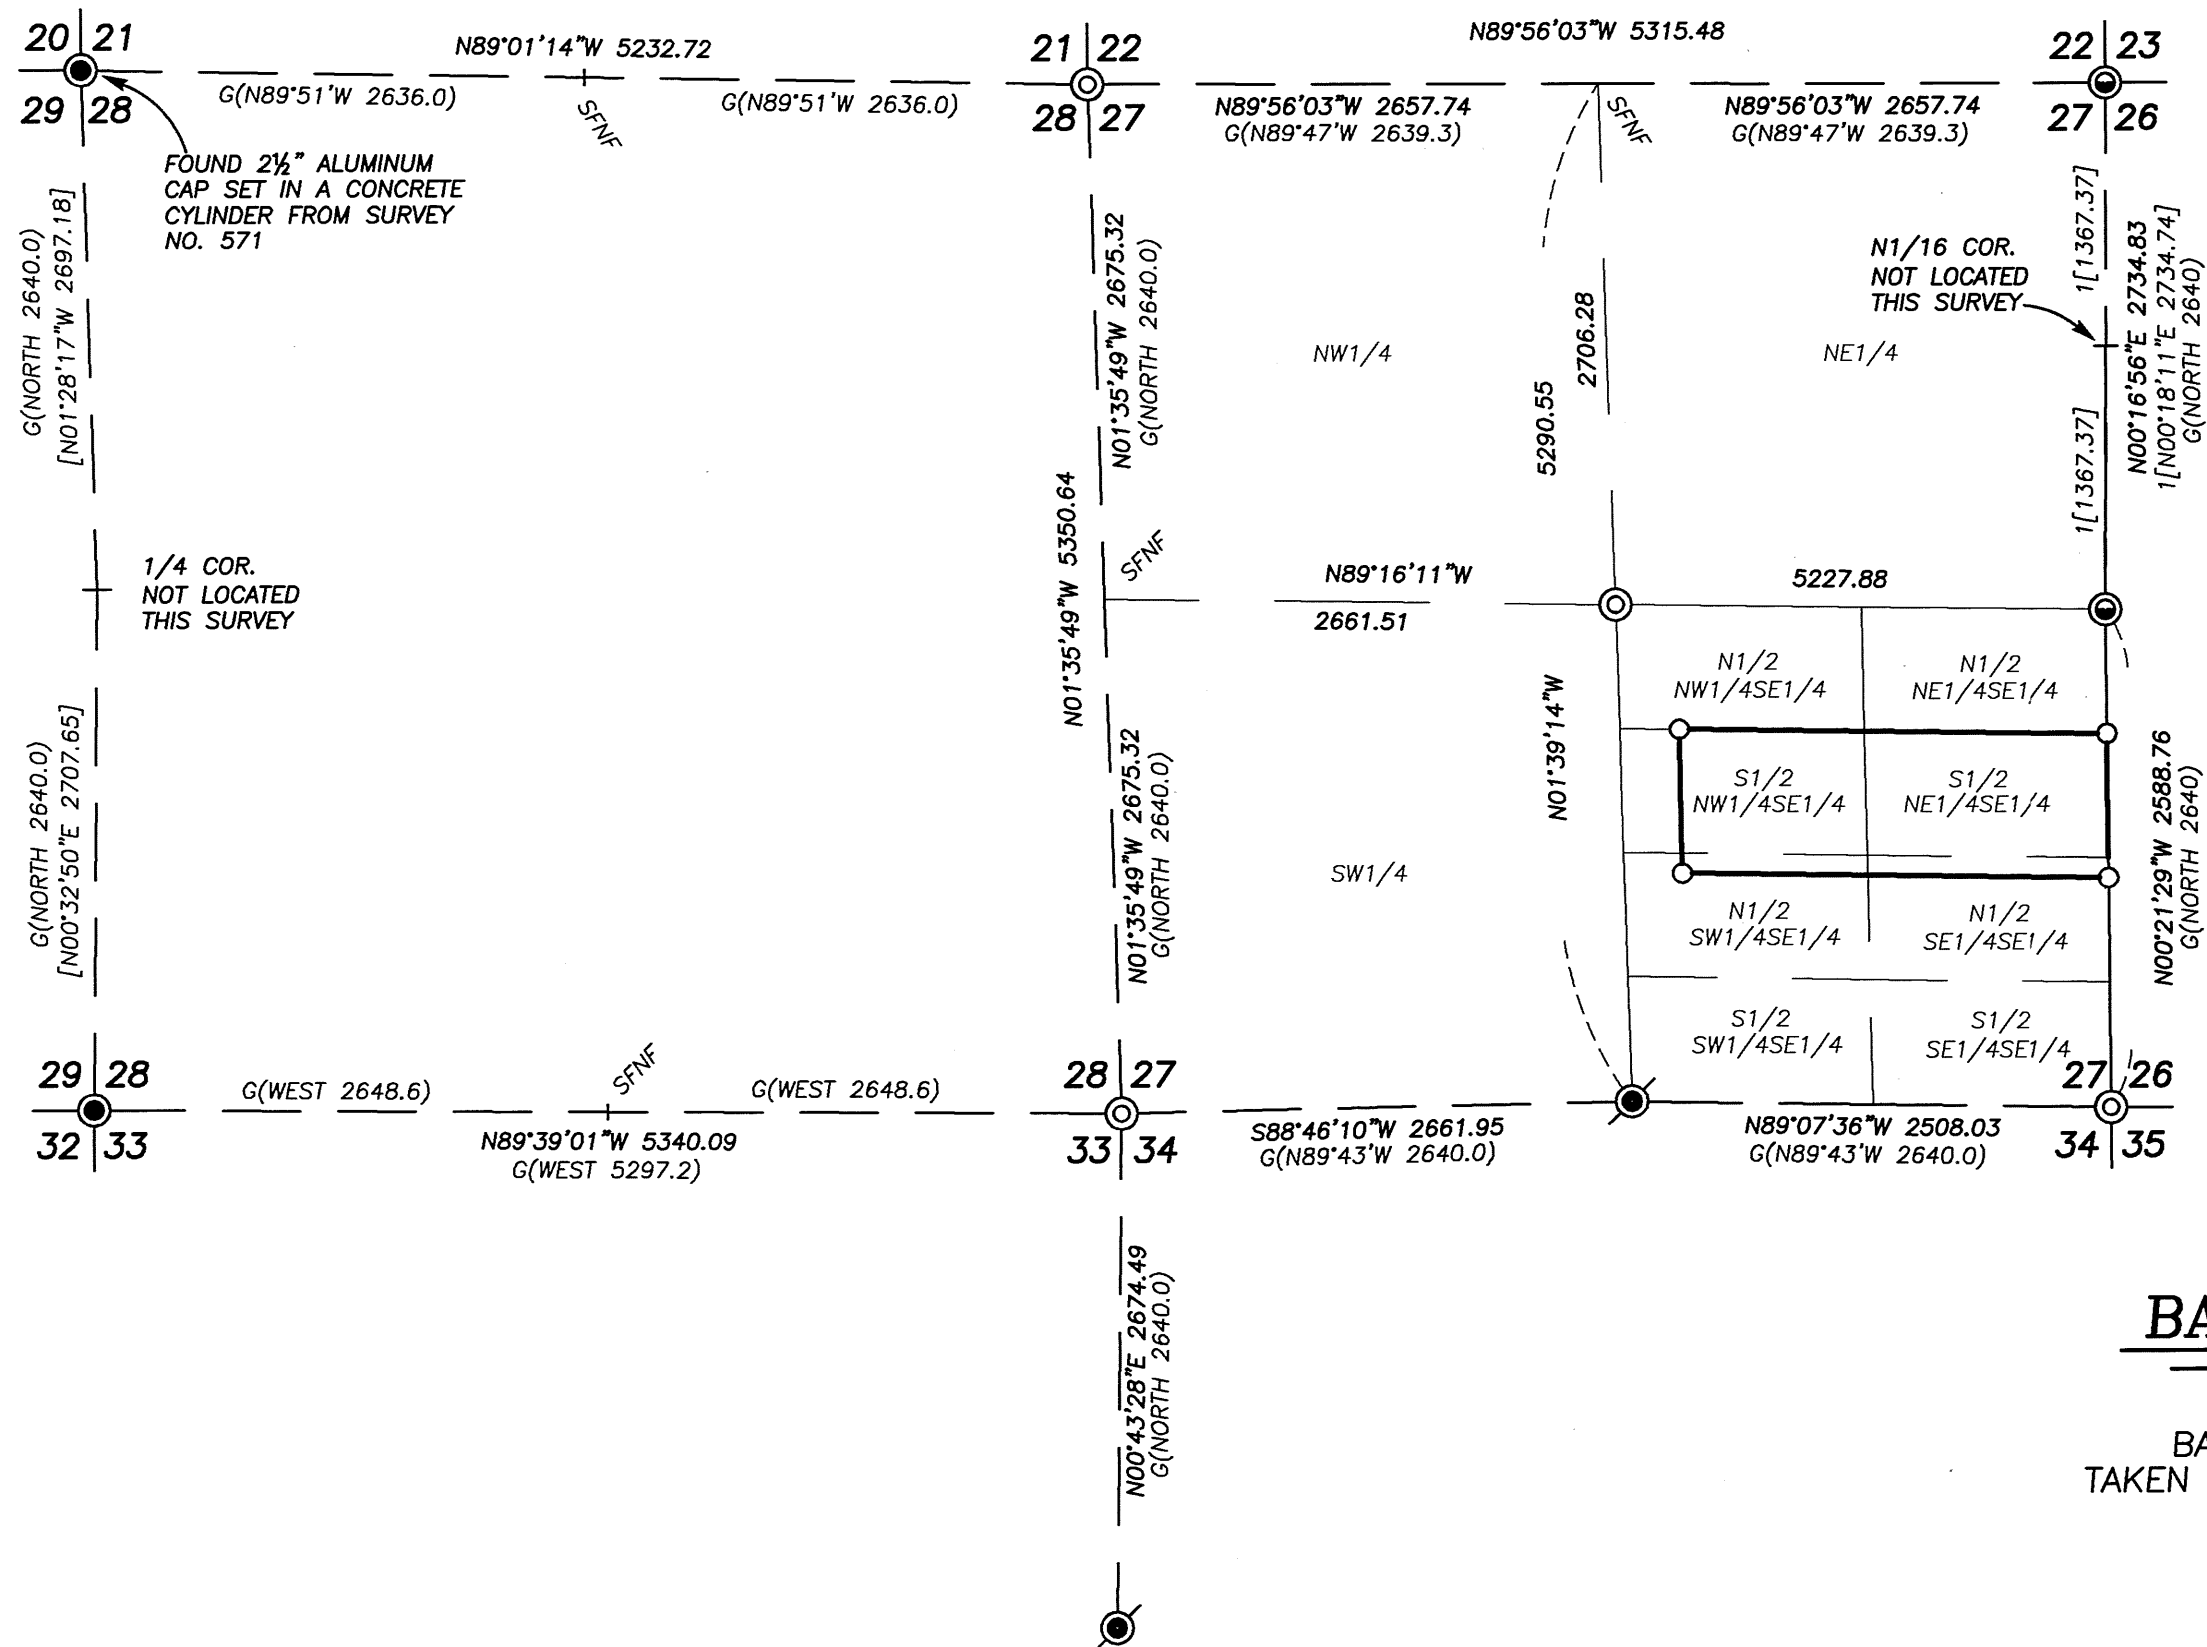 20 21
29 28
N89°01'14"W 5232.72
G(N89°51'W 2636.0)
G(N89°51'W 2636.0)
SFNF
21 22
28 27
N89°56'03"W 5315.48
N89°56'03"W 2657.74
G(N89°47'W 2639.3)
SFNF
N89°56'03"W 2657.74
G(N89°47'W 2639.3)
22 23
27 26
FOUND 2½" ALUMINUM
CAP SET IN A CONCRETE
CYLINDER FROM SURVEY
NO. 571
G(NORTH 2640.0)
[N01°28'17"W 2697.18]
N01°35'49"W 2675.32
G(NORTH 2640.0)
NW1/4
5290.55
2706.28
NE1/4
N1/16 COR.
NOT LOCATED
THIS SURVEY
1[1367.37]
1[1367.37]
N00°16'56"E 2734.83
1[N00°18'11"E 2734.74]
G(NORTH 2640)
1/4 COR.
NOT LOCATED
THIS SURVEY
N01°35'49"W 5350.64
SFNF
N89°16'11"W
2661.51
5227.88
N1/2
NW1/4SE1/4
N1/2
NE1/4SE1/4
G(NORTH 2640.0)
[N00°32'50"E 2707.65]
N01°35'49"W 2675.32
G(NORTH 2640.0)
SW1/4
N01°39'14"W
S1/2
NW1/4SE1/4
S1/2
NE1/4SE1/4
N00°21'29"W 2588.76
G(NORTH 2640)
N1/2
SW1/4SE1/4
N1/2
SE1/4SE1/4
S1/2
SW1/4SE1/4
S1/2
SE1/4SE1/4
29 28
32 33
G(WEST 2648.6)
SFNF
G(WEST 2648.6)
N89°39'01"W 5340.09
G(WEST 5297.2)
28 27
33 34
S88°46'10"W 2661.95
G(N89°43'W 2640.0)
N89°07'36"W 2508.03
G(N89°43'W 2640.0)
27 26
34 35
N00°43'28"E 2674.49
G(NORTH 2640.0)
BA
BA
TAKEN